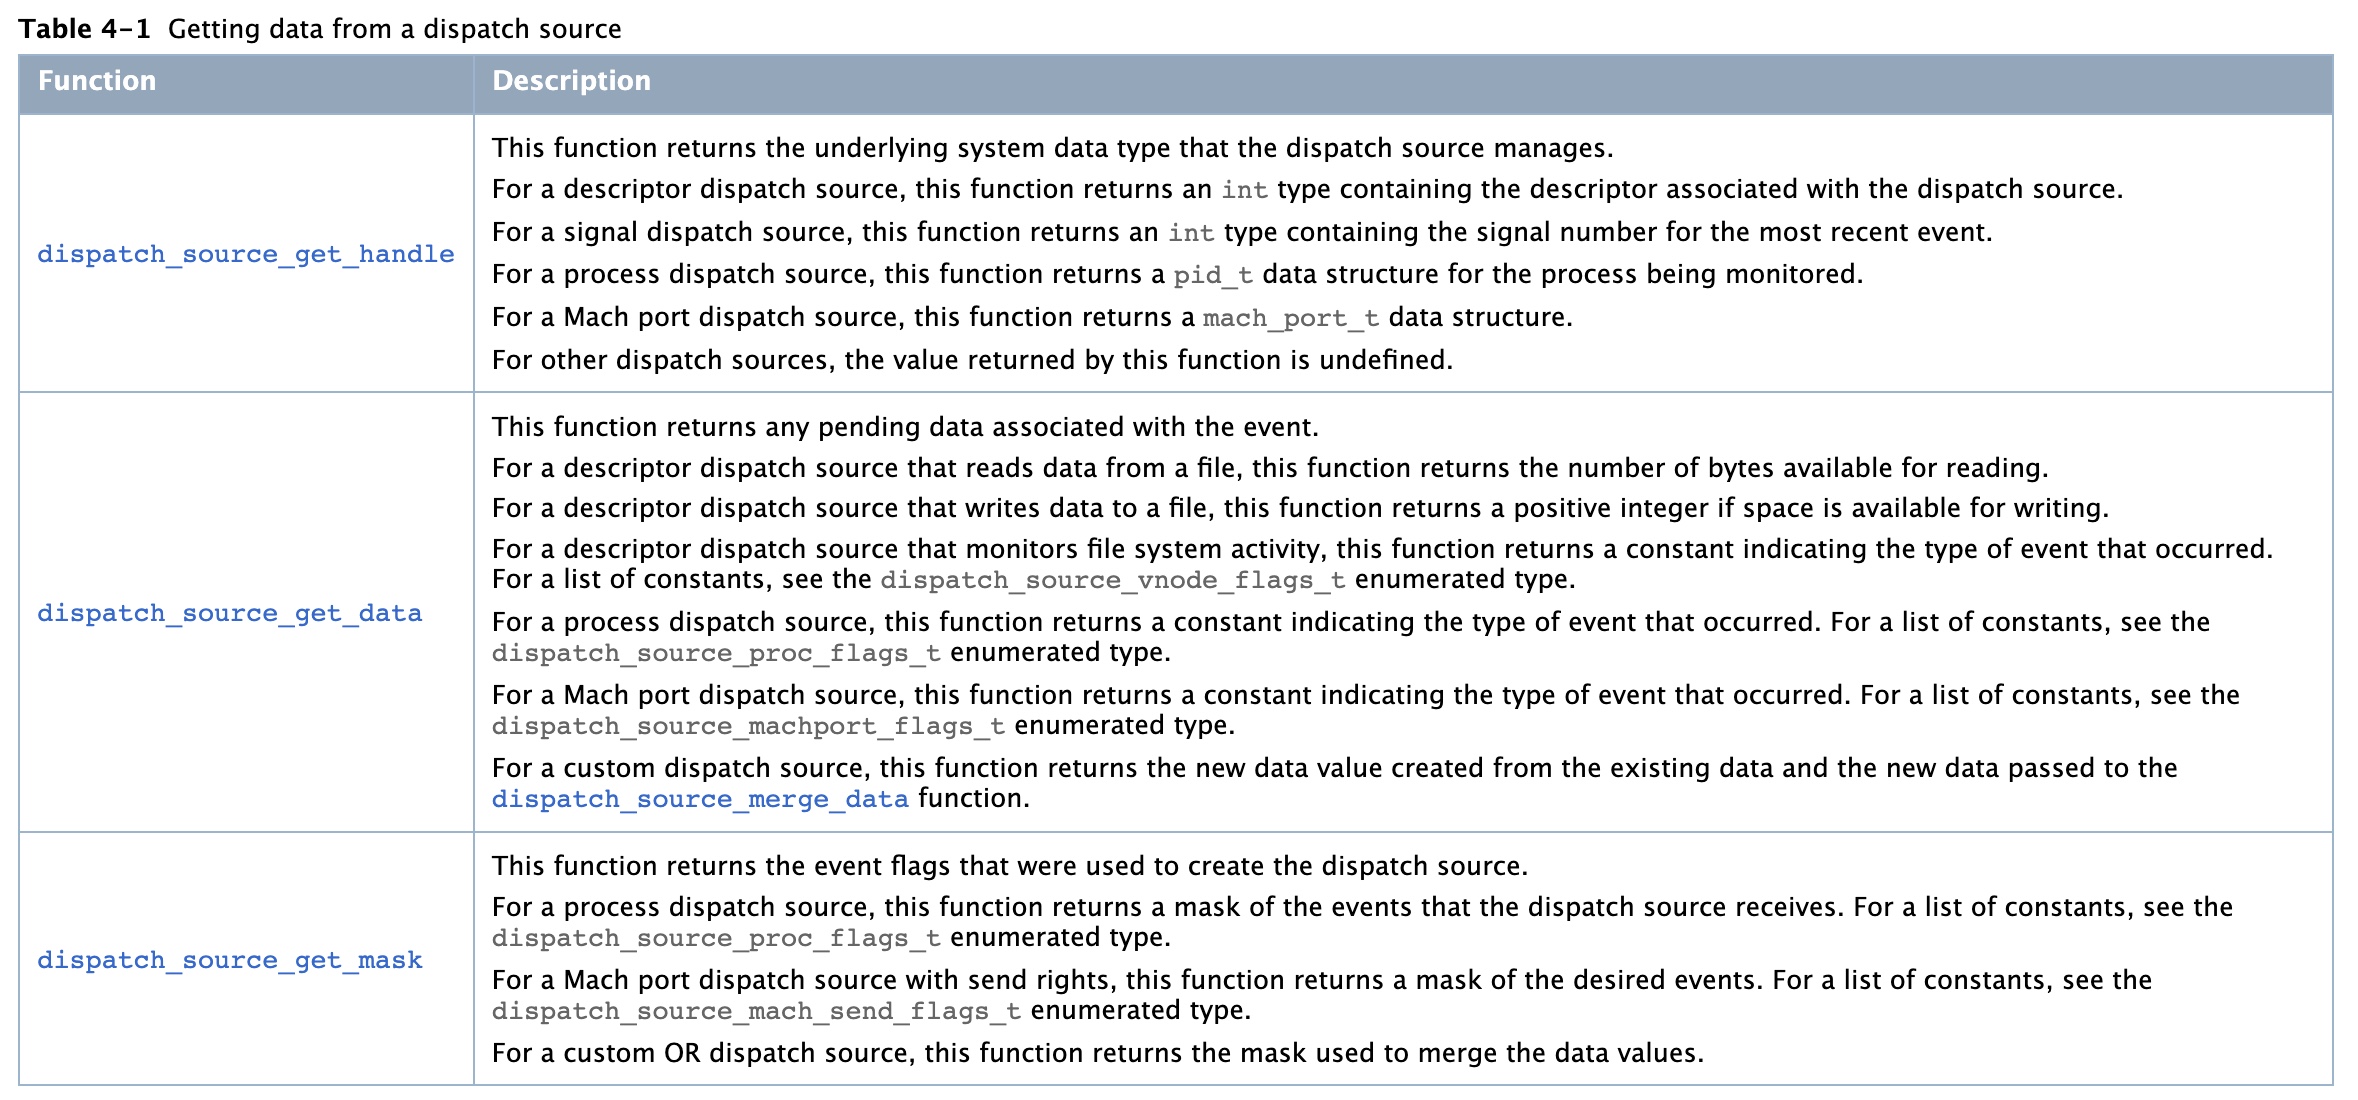 Table 4-1 Getting data from a dispatch source
Function
Description
dispatch_source_get_handle
This function returns the underlying system data type that the dispatch source manages.
For a descriptor dispatch source, this function returns an int type containing the descriptor associated with the dispatch source.
For a signal dispatch source, this function returns an int type containing the signal number for the most recent event.
For a process dispatch source, this function returns a pid_t data structure for the process being monitored.
For a Mach port dispatch source, this function returns a mach_port_t data structure.
For other dispatch sources, the value returned by this function is undefined.
dispatch_source_get_data
This function returns any pending data associated with the event.
For a descriptor dispatch source that reads data from a file, this function returns the number of bytes available for reading.
For a descriptor dispatch source that writes data to a file, this function returns a positive integer if space is available for writing.
For a descriptor dispatch source that monitors file system activity, this function returns a constant indicating the type of event that occurred.
For a list of constants, see the dispatch_source_vnode_flags_t enumerated type.
For a process dispatch source, this function returns a constant indicating the type of event that occurred. For a list of constants, see the
dispatch_source_proc_flags_t enumerated type.
For a Mach port dispatch source, this function returns a constant indicating the type of event that occurred. For a list of constants, see the
dispatch_source_machport_flags_t enumerated type.
For a custom dispatch source, this function returns the new data value created from the existing data and the new data passed to the
dispatch_source_merge_data function.
dispatch_source_get_mask
This function returns the event flags that were used to create the dispatch source.
For a process dispatch source, this function returns a mask of the events that the dispatch source receives. For a list of constants, see the
dispatch_source_proc_flags_t enumerated type.
For a Mach port dispatch source with send rights, this function returns a mask of the desired events. For a list of constants, see the
dispatch_source_mach_send_flags_t enumerated type.
For a custom OR dispatch source, this function returns the mask used to merge the data values.